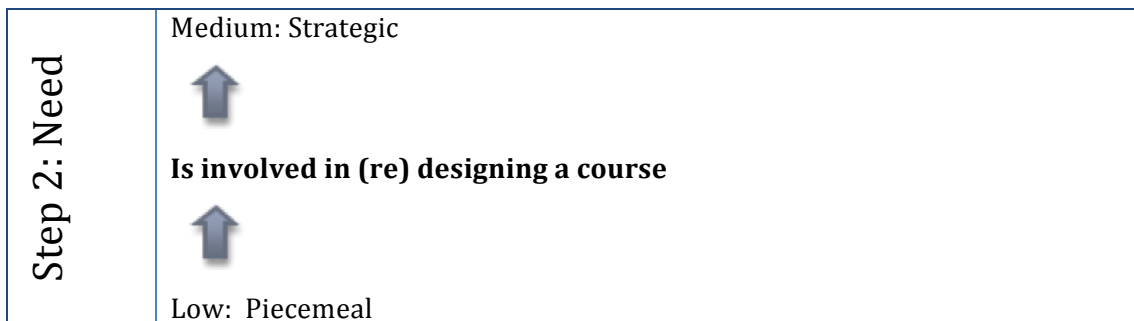 Step 2: Need
Medium: Strategic
Is involved in (re) designing a course
Low: Piecemeal